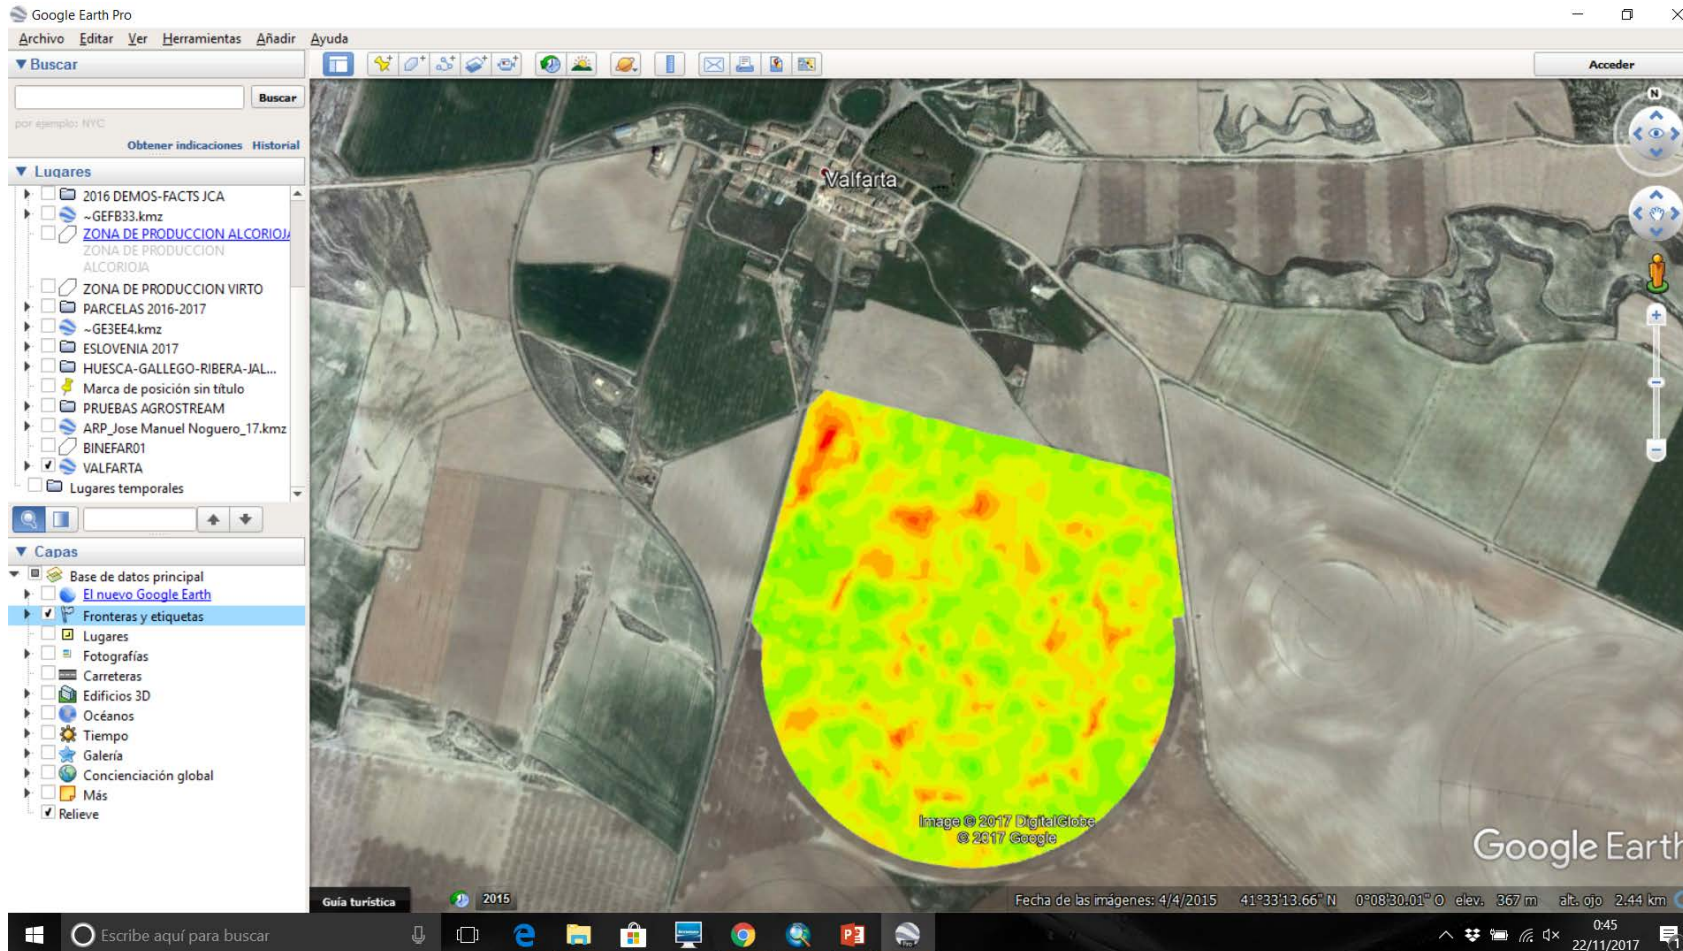 Google Earth Pro
Archivo Editar Ver Herramientas Añadir Ayuda
Buscar
Acceder
Buscar
por ejemplo: NYC
Obtener indicaciones Historial
Lugares
2016 DEMOS-FACTS JCA
~GEFB33.kmz
ZONA DE PRODUCCION ALCORIOJA
ZONA DE PRODUCCION
ALCORIOJA
ZONA DE PRODUCCION VIRTO
PARCELAS 2016-2017
~GE3EE4.kmz
ESLOVENIA 2017
HUESCA-GALLEGO-RIBERA-JAL...
Marca de posición sin título
PRUEBAS AGROSTREAM
ARP_Jose Manuel Noguero_17.kmz
BINEFAR01
VALFARTA
Lugares temporales
Capas
Base de datos principal
El nuevo Google Earth
Fronteras y etiquetas
Lugares
Fotografías
Carreteras
Edificios 3D
Océanos
Tiempo
Galería
Concienciación global
Más
Relieve
N
Valfarta
Image © 2017 DigitalGlobe
© 2017 Google
Google Earth
Guía turística
2015
Fecha de las imágenes: 4/4/2015 41°33'13.66" N 0°08'30.01" O elev. 367 m alt. ojo 2.44 km
Escribe aquí para buscar
0:45
22/11/2017
1